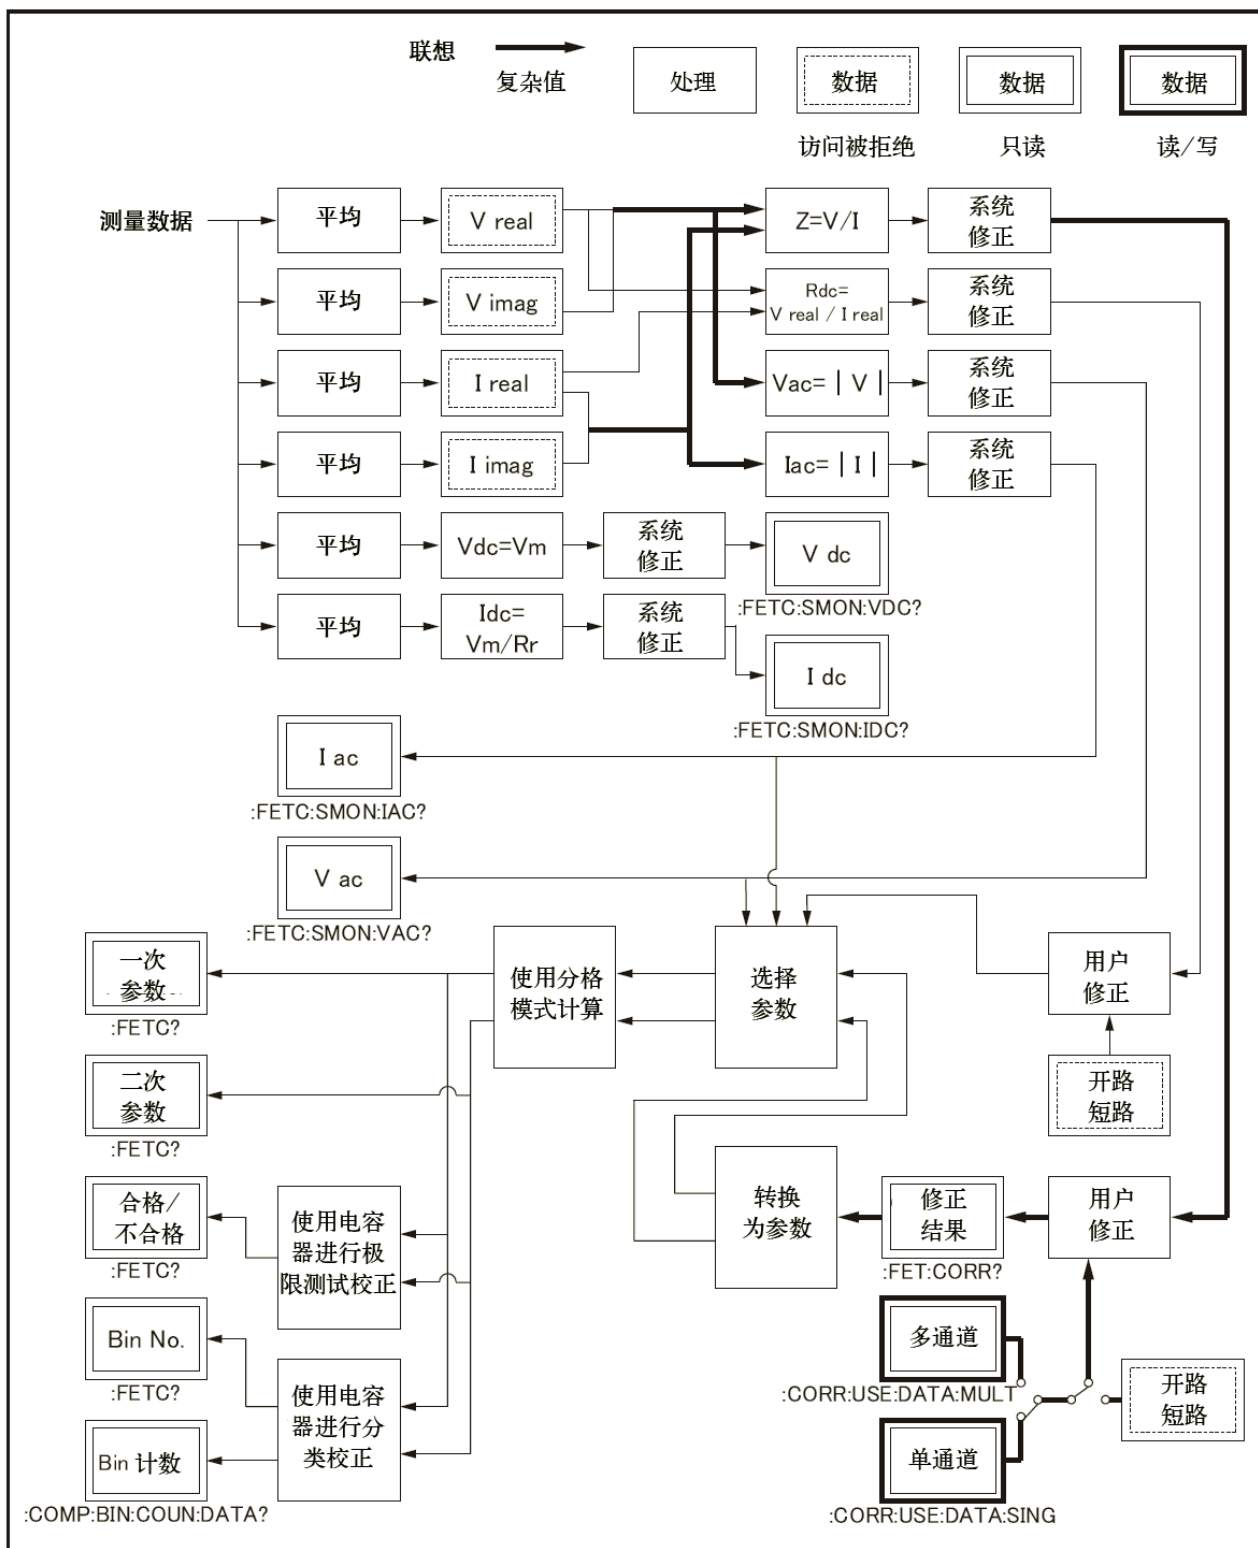 联想
复杂值
处理
数据
数据
数据
访问被拒绝
只读
读/写
测量数据
平均
V real
Z=V/I
系统
修正
平均
V imag
Rdc=
V real / I real
系统
修正
平均
I real
Vac=｜V｜
系统
修正
平均
I imag
Iac=｜I｜
系统
修正
平均
Vdc=Vm
系统
修正
V dc
:FETC:SMON:VDC?
平均
Idc=
Vm/Rr
系统
修正
I dc
:FETC:SMON:IDC?
I ac
:FETC:SMON:IAC?
V ac
:FETC:SMON:VAC?
一次
参数
:FETC?
使用分格
模式计算
选择
参数
用户
修正
开路
短路
二次
参数
:FETC?
合格/
不合格
:FETC?
使用电容
器进行极
限测试校正
转换
为参数
修正
结果
:FET:CORR?
用户
修正
Bin No.
:FETC?
使用电容
器进行分
类校正
Bin 计数
:COMP:BIN:COUN:DATA?
多通道
:CORR:USE:DATA:MULT
单通道
:CORR:USE:DATA:SING
开路
短路